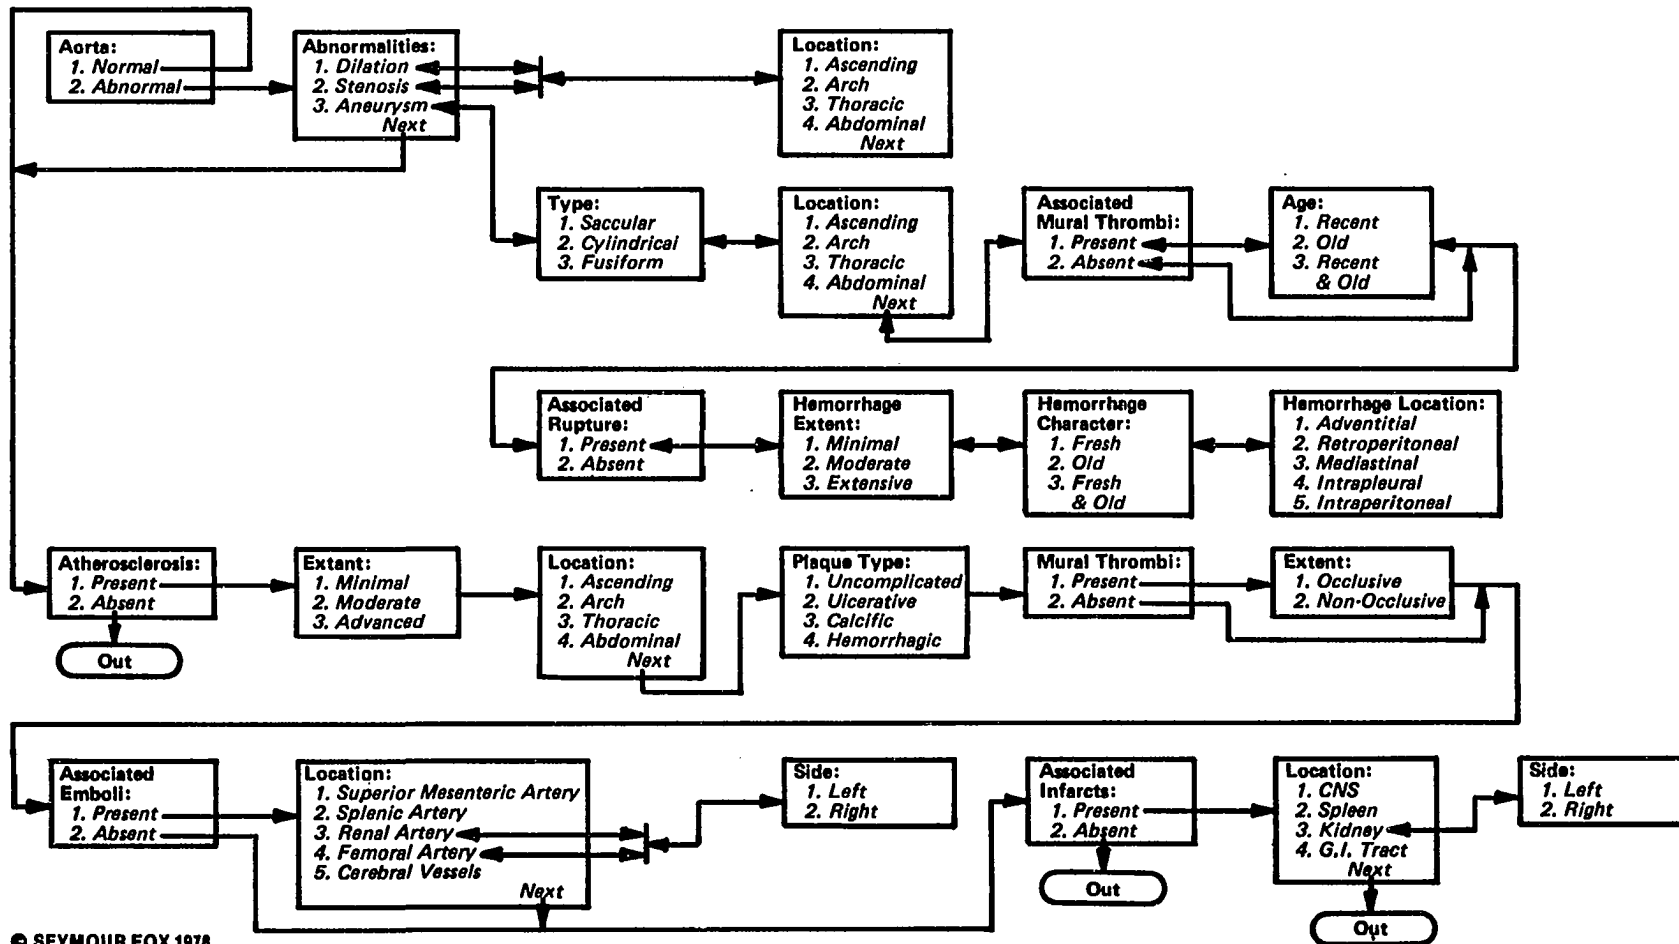 Aorta:
1. Normal
2. Abnormal
Abnormalities:
1. Dilation
2. Stenosis
3. Aneurysm
Next
Location:
1. Ascending
2. Arch
3. Thoracic
4. Abdominal
Next
Type:
1. Saccular
2. Cylindrical
3. Fusiform
Location:
1. Ascending
2. Arch
3. Thoracic
4. Abdominal
Next
Associated
Mural Thrombi:
1. Present
2. Absent
Age:
1. Recent
2. Old
3. Recent
& Old
Associated
Rupture:
1. Present
2. Absent
Hemorrhage
Extent:
1. Minimal
2. Moderate
3. Extensive
Hemorrhage
Character:
1. Fresh
2. Old
3. Fresh
& Old
Hemorrhage Location:
1. Adventitial
2. Retroperitoneal
3. Mediastinal
4. Intrapleural
5. Intraperitoneal
Atherosclerosis:
1. Present
2. Absent
Out
Extant:
1. Minimal
2. Moderate
3. Advanced
Location:
1. Ascending
2. Arch
3. Thoracic
4. Abdominal
Next
Plaque Type:
1. Uncomplicated
2. Ulcerative
3. Calcific
4. Hemorrhagic
Mural Thrombi:
1. Present
2. Absent
Extent:
1. Occlusive
2. Non-Occlusive
Associated
Emboli:
1. Present
2. Absent
Location:
1. Superior Mesenteric Artery
2. Splenic Artery
3. Renal Artery
4. Femoral Artery
5. Cerebral Vessels
Next
Side:
1. Left
2. Right
Associated
Infarcts:
1. Present
2. Absent
Out
Location:
1. CNS
2. Spleen
3. Kidney
4. G.I. Tract
Next
Out
Side:
1. Left
2. Right
© SEYMOUR FOX 1978